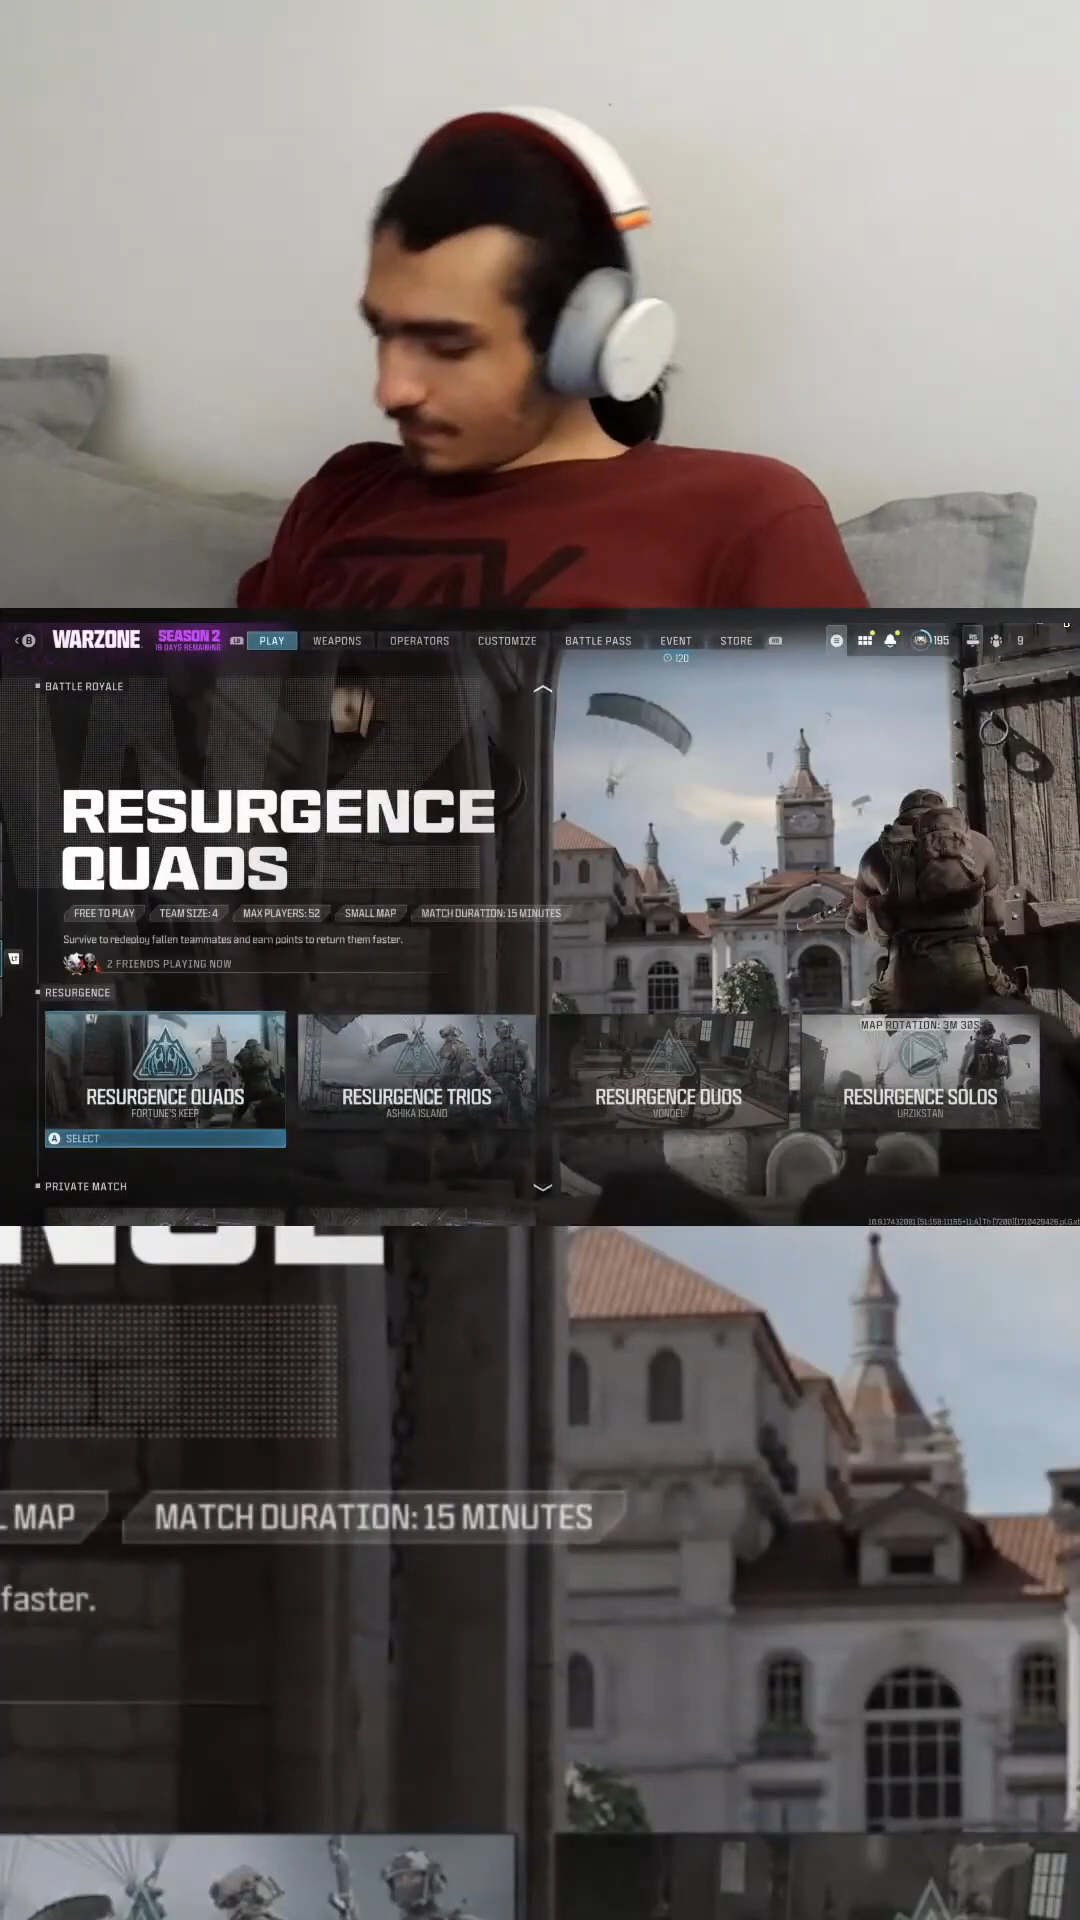 B WARZONE SEASON 2 LB PLAY WEAPONS OPERATORS CUSTOMIZE BATTLE PASS EVENT STORE RB 195 9
19 DAYS REMAINING
120
BATTLE ROYALE
RESURGENCE
QUADS
FREE TO PLAY TEAM SIZE: 4 MAX PLAYERS: 52 SMALL MAP MATCH DURATION: 15 MINUTES
Survive to redeploy fallen teammates and earn points to return them faster.
LT
2 FRIENDS PLAYING NOW
RESURGENCE
MAP ROTATION: 3M 30S
RESURGENCE QUADS RESURGENCE TRIOS RESURGENCE DUOS RESURGENCE SOLOS
FORTUNE'S KEEP ASHIKA ISLAND VONDEL URZIKSTAN
A SELECT
PRIVATE MATCH
MAP MATCH DURATION: 15 MINUTES
faster.